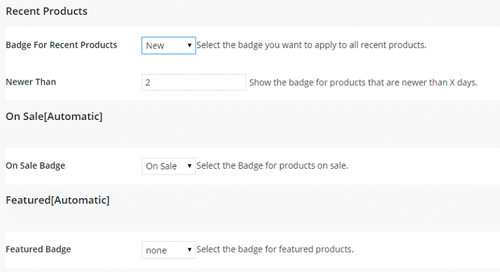 Recent Products
Badge For Recent Products New Select the badge you want to apply to all recent products.
Newer Than 2 Show the badge for products that are newer than X days.
On Sale[Automatic]
On Sale Badge On Sale Select the Badge for products on sale.
Featured[Automatic]
Featured Badge none Select the badge for featured products.